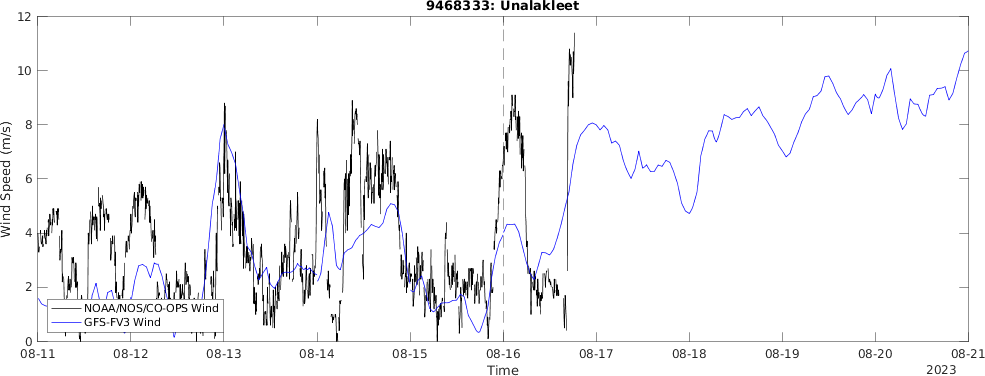 9468333: Unalakleet
Wind Speed (m/s)
12
10
8
6
4
2
0
NOAA/NOS/CO-OPS Wind
GFS-FV3 Wind
08-11 08-12 08-13 08-14 08-15 08-16 08-17 08-18 08-19 08-20 08-21
Time
2023